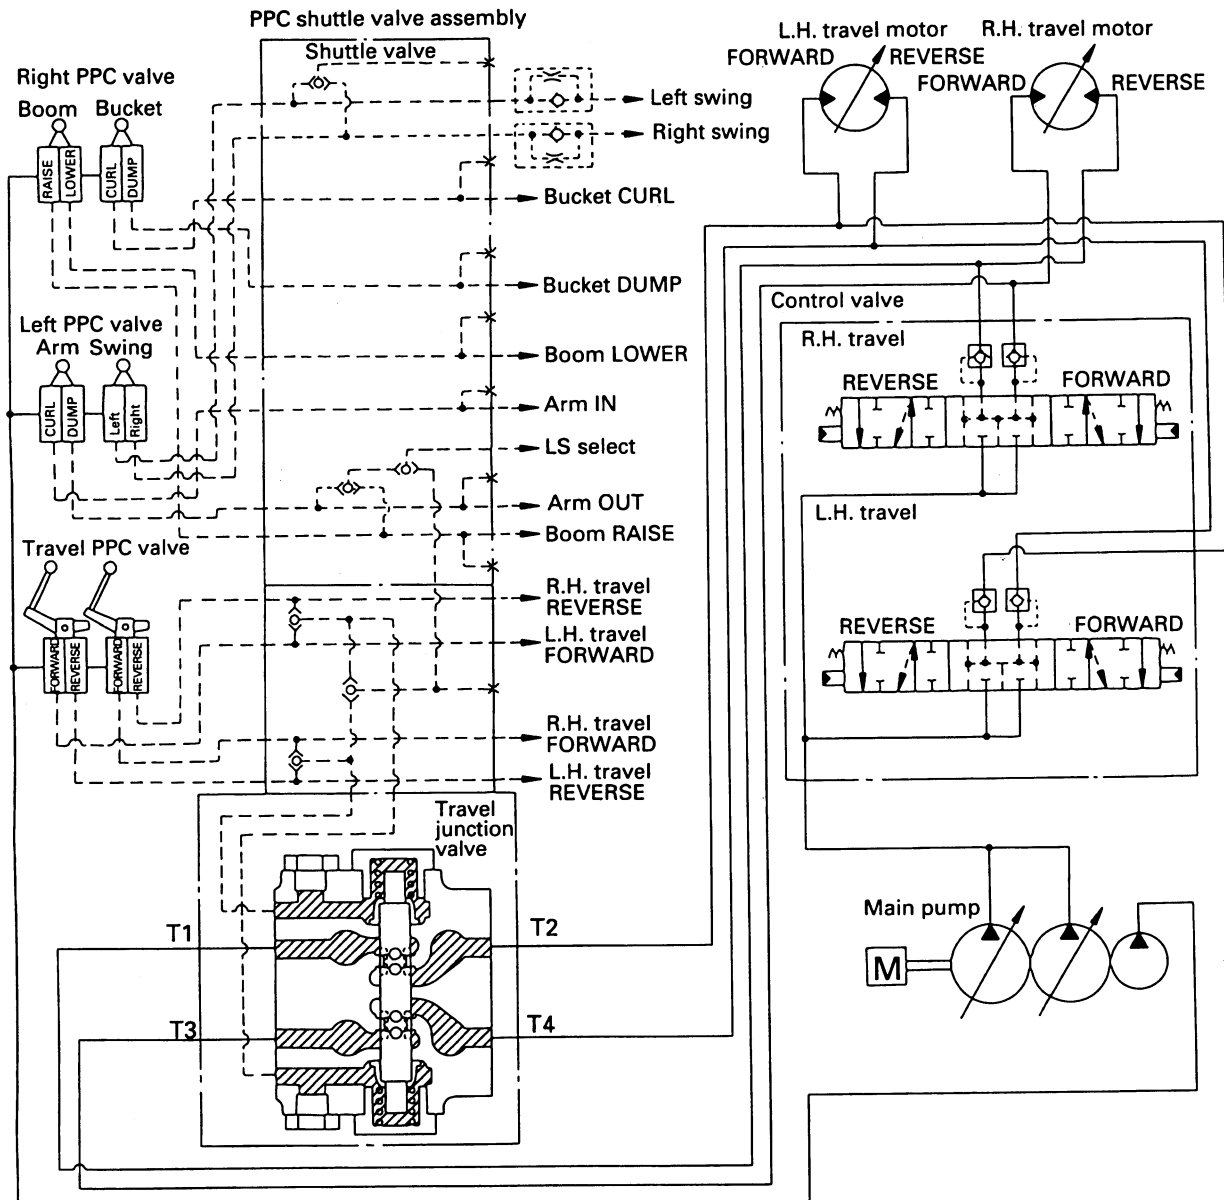 PPC shuttle valve assembly
Shuttle valve
L.H. travel motor
R.H. travel motor
FORWARD
REVERSE
FORWARD
REVERSE
Right PPC valve
Boom Bucket
RAISE
LOWER
CURL
DUMP
Left swing
Right swing
Bucket CURL
Bucket DUMP
Boom LOWER
Arm IN
LS select
Arm OUT
Boom RAISE
Left PPC valve
Arm Swing
CURL
DUMP
Left
Right
Travel PPC valve
FORWARD
REVERSE
FORWARD
REVERSE
R.H. travel
REVERSE
L.H. travel
FORWARD
R.H. travel
FORWARD
L.H. travel
REVERSE
Control valve
R.H. travel
REVERSE
FORWARD
L.H. travel
REVERSE
FORWARD
Travel
junction
valve
T1
T2
T3
T4
Main pump
M